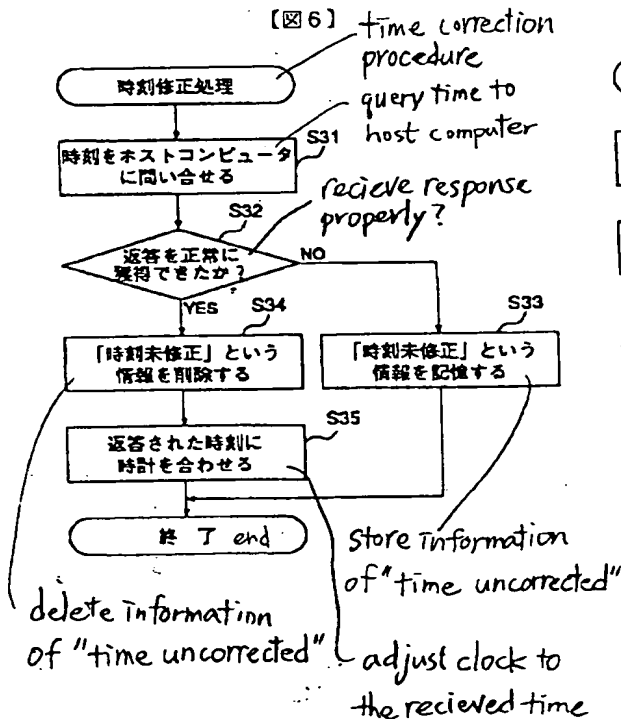 【図6】
time correction
procedure
時刻修正処理
query time to
host computer
S31
時刻をホストコンピュータ
に問い合せる
recieve response
properly?
S32
返答を正常に
獲得できたか?
NO
YES
S34
「時刻未修正」という
情報を削除する
S33
「時刻未修正」という
情報を記憶する
S35
返答された時刻に
時計を合わせる
終了 end
store information
of "time uncorrected"
delete information
of "time uncorrected"
adjust clock to
the recieved time